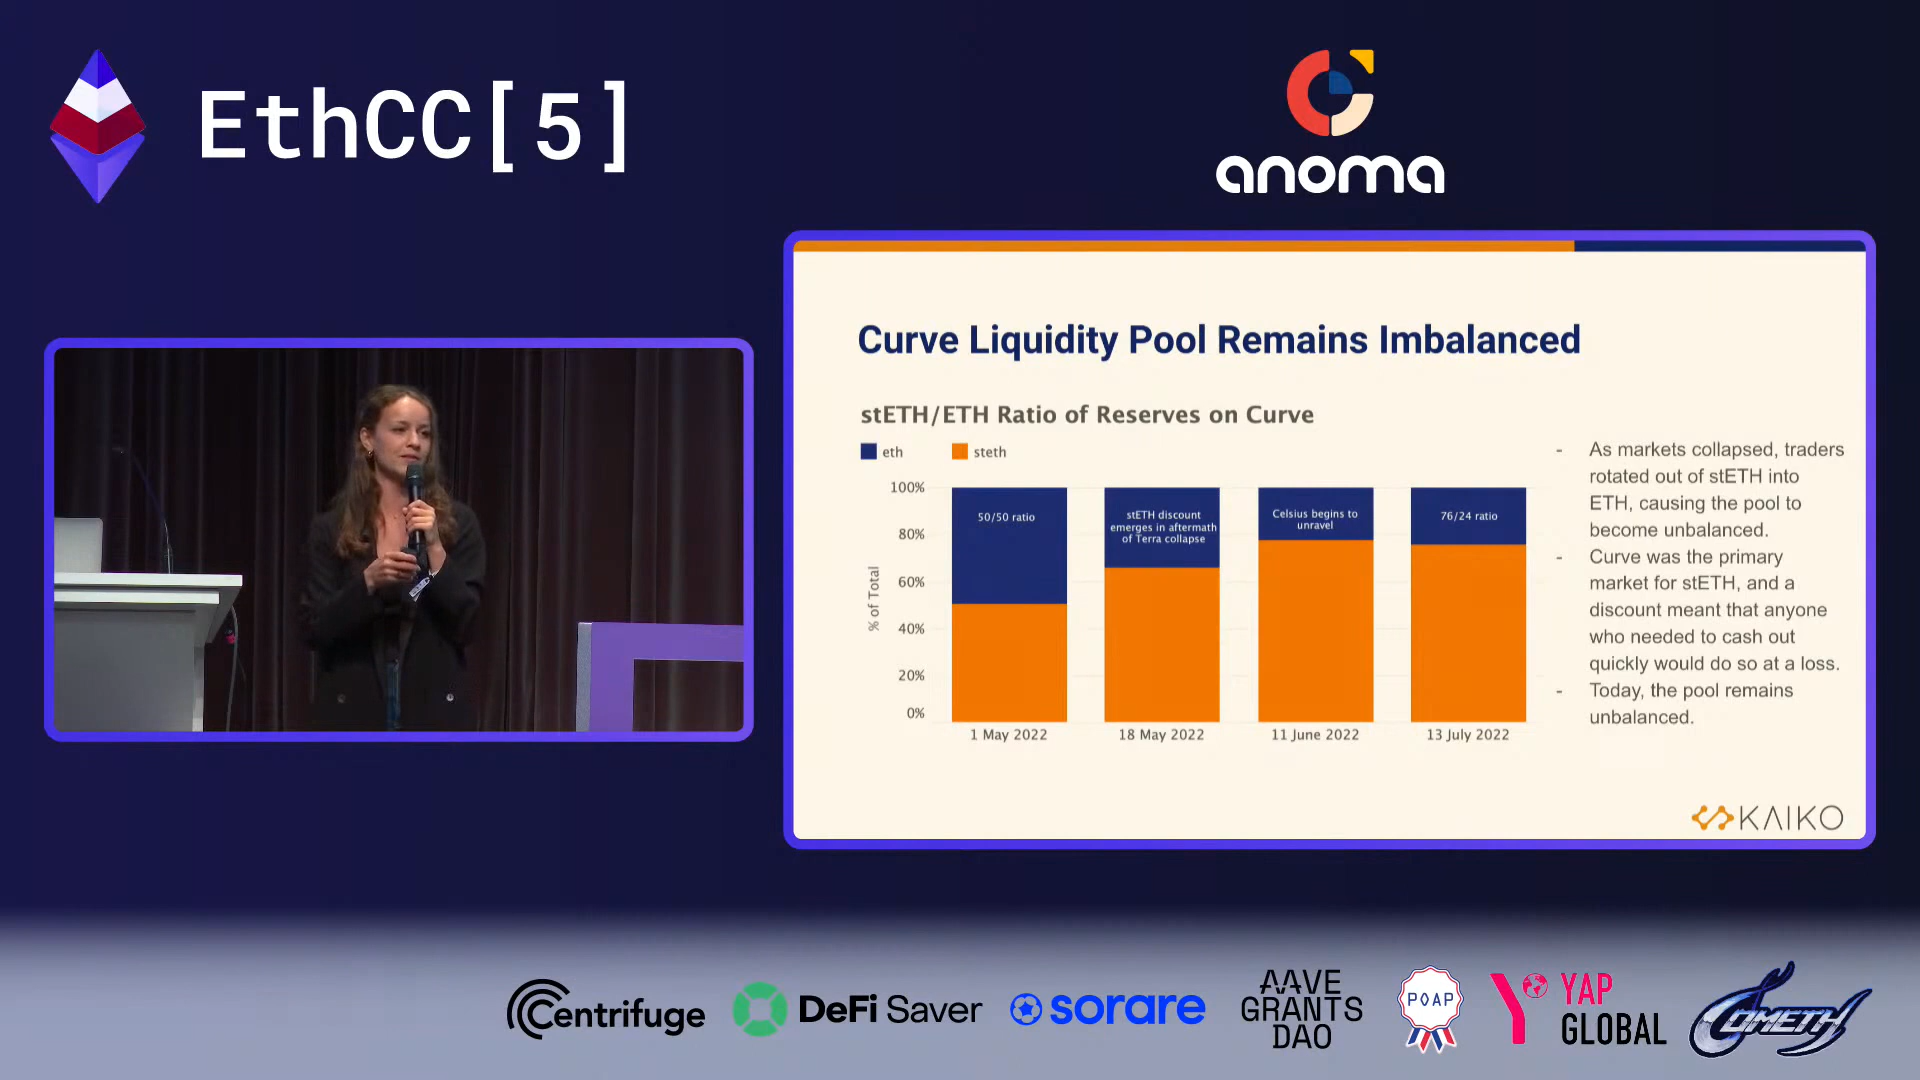 EthCC[5]
anoma
Curve Liquidity Pool Remains Imbalanced
stETH/ETH Ratio of Reserves on Curve
eth
steth
% of Total
100%
80%
60%
40%
20%
0%
50/50 ratio
stETH discount
emerges in aftermath
of Terra collapse
Celsius begins to
unravel
76/24 ratio
1 May 2022
18 May 2022
11 June 2022
13 July 2022
- As markets collapsed, traders
rotated out of stETH into
ETH, causing the pool to
become unbalanced.
- Curve was the primary
market for stETH, and a
discount meant that anyone
who needed to cash out
quickly would do so at a loss.
- Today, the pool remains
unbalanced.
KAIKO
Centrifuge
DeFi Saver
sorare
AAVE
GRANTS
DAO
POAP
YAP
GLOBAL
COMETH